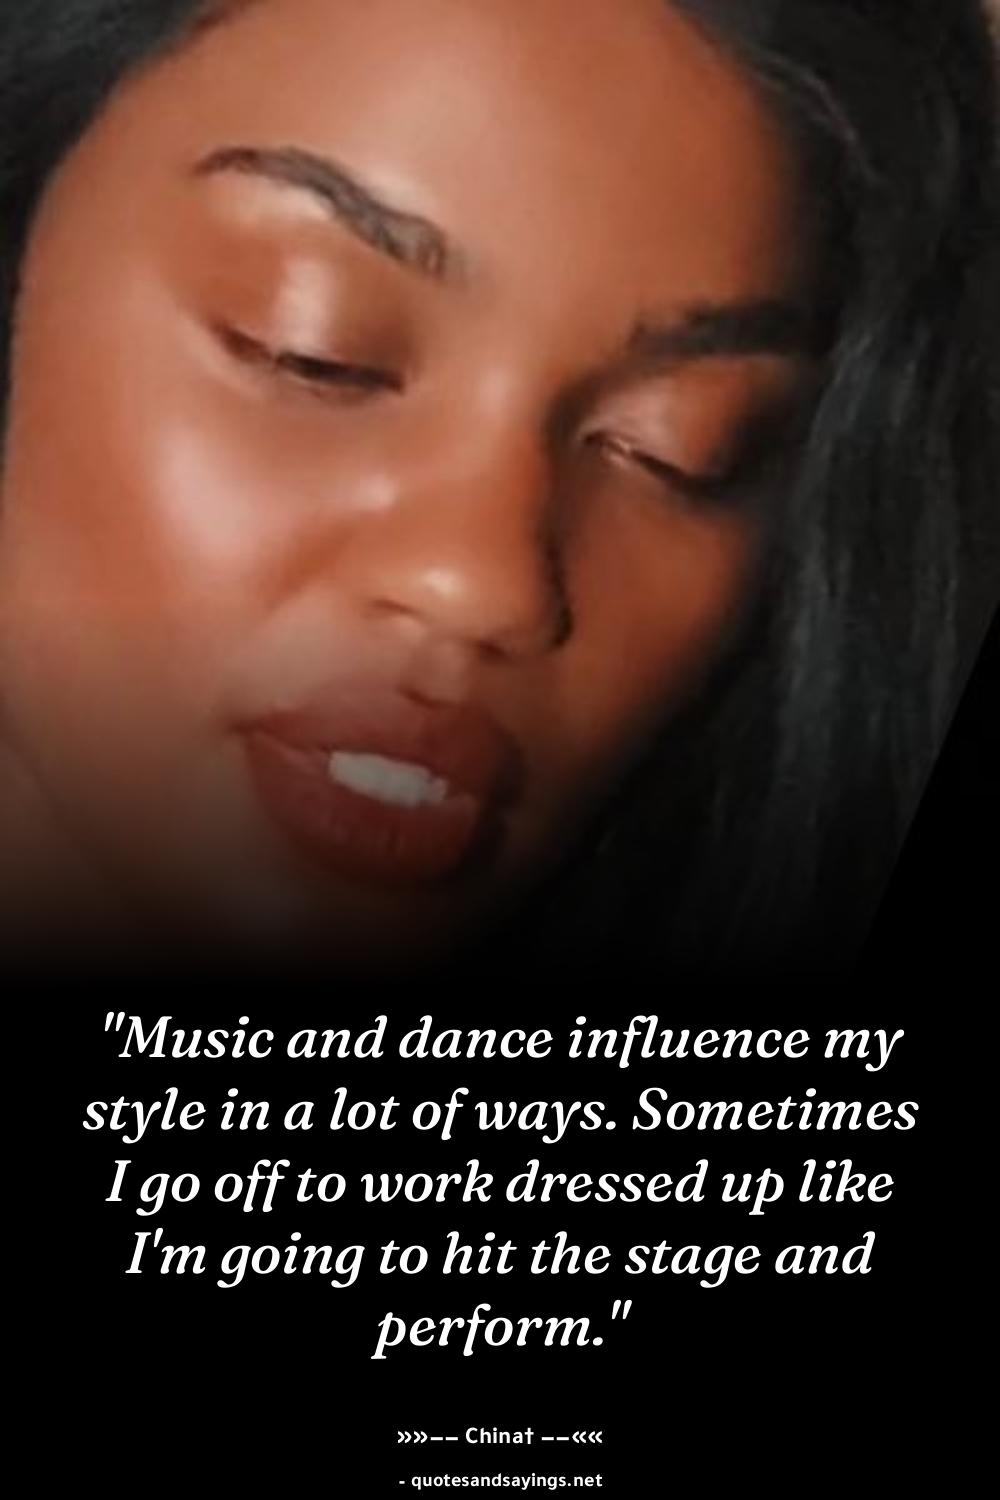 "Music and dance influence my
style in a lot of ways. Sometimes
I go off to work dressed up like
I'm going to hit the stage and
perform."
»»−− China† −−««
- quotesandsayings.net